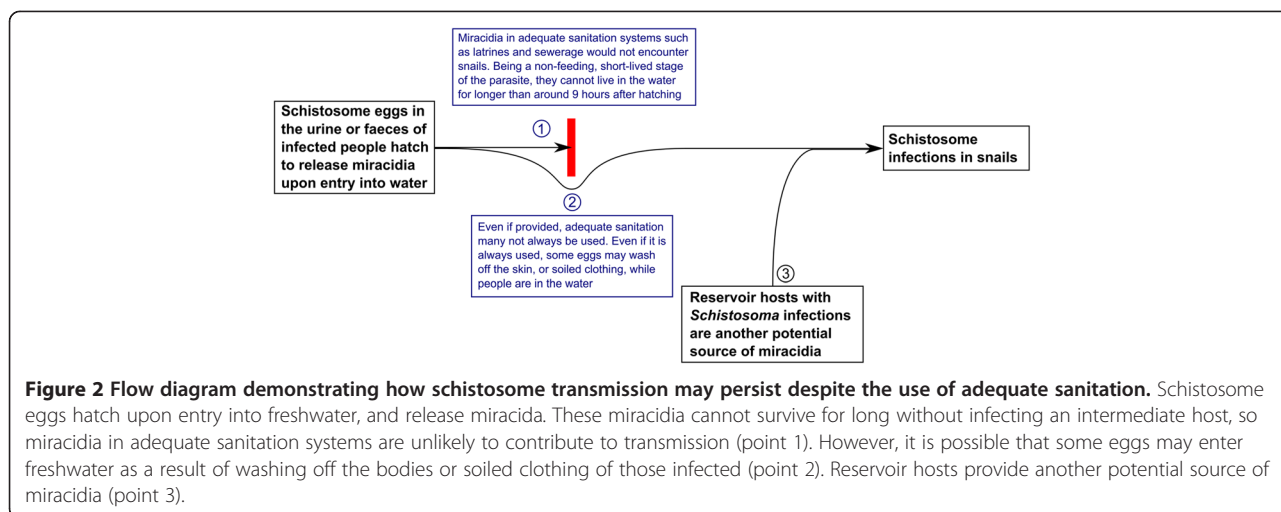 Miracidia in adequate sanitation systems such
as latrines and sewerage would not encounter
snails. Being a non-feeding, short-lived stage
of the parasite, they cannot live in the water
for longer than around 9 hours after hatching
Schistosome eggs in
the urine or faeces of
infected people hatch
to release miracidia
upon entry into water
1
Schistosome
infections in snails
2
Even if provided, adequate sanitation
many not always be used. Even if it is
always used, some eggs may wash
off the skin, or soiled clothing, while
people are in the water
3
Reservoir hosts with
Schistosoma infections
are another potential
source of miracidia
Figure 2 Flow diagram demonstrating how schistosome transmission may persist despite the use of adequate sanitation. Schistosome
eggs hatch upon entry into freshwater, and release miracida. These miracidia cannot survive for long without infecting an intermediate host, so
miracidia in adequate sanitation systems are unlikely to contribute to transmission (point 1). However, it is possible that some eggs may enter
freshwater as a result of washing off the bodies or soiled clothing of those infected (point 2). Reservoir hosts provide another potential source of
miracidia (point 3).